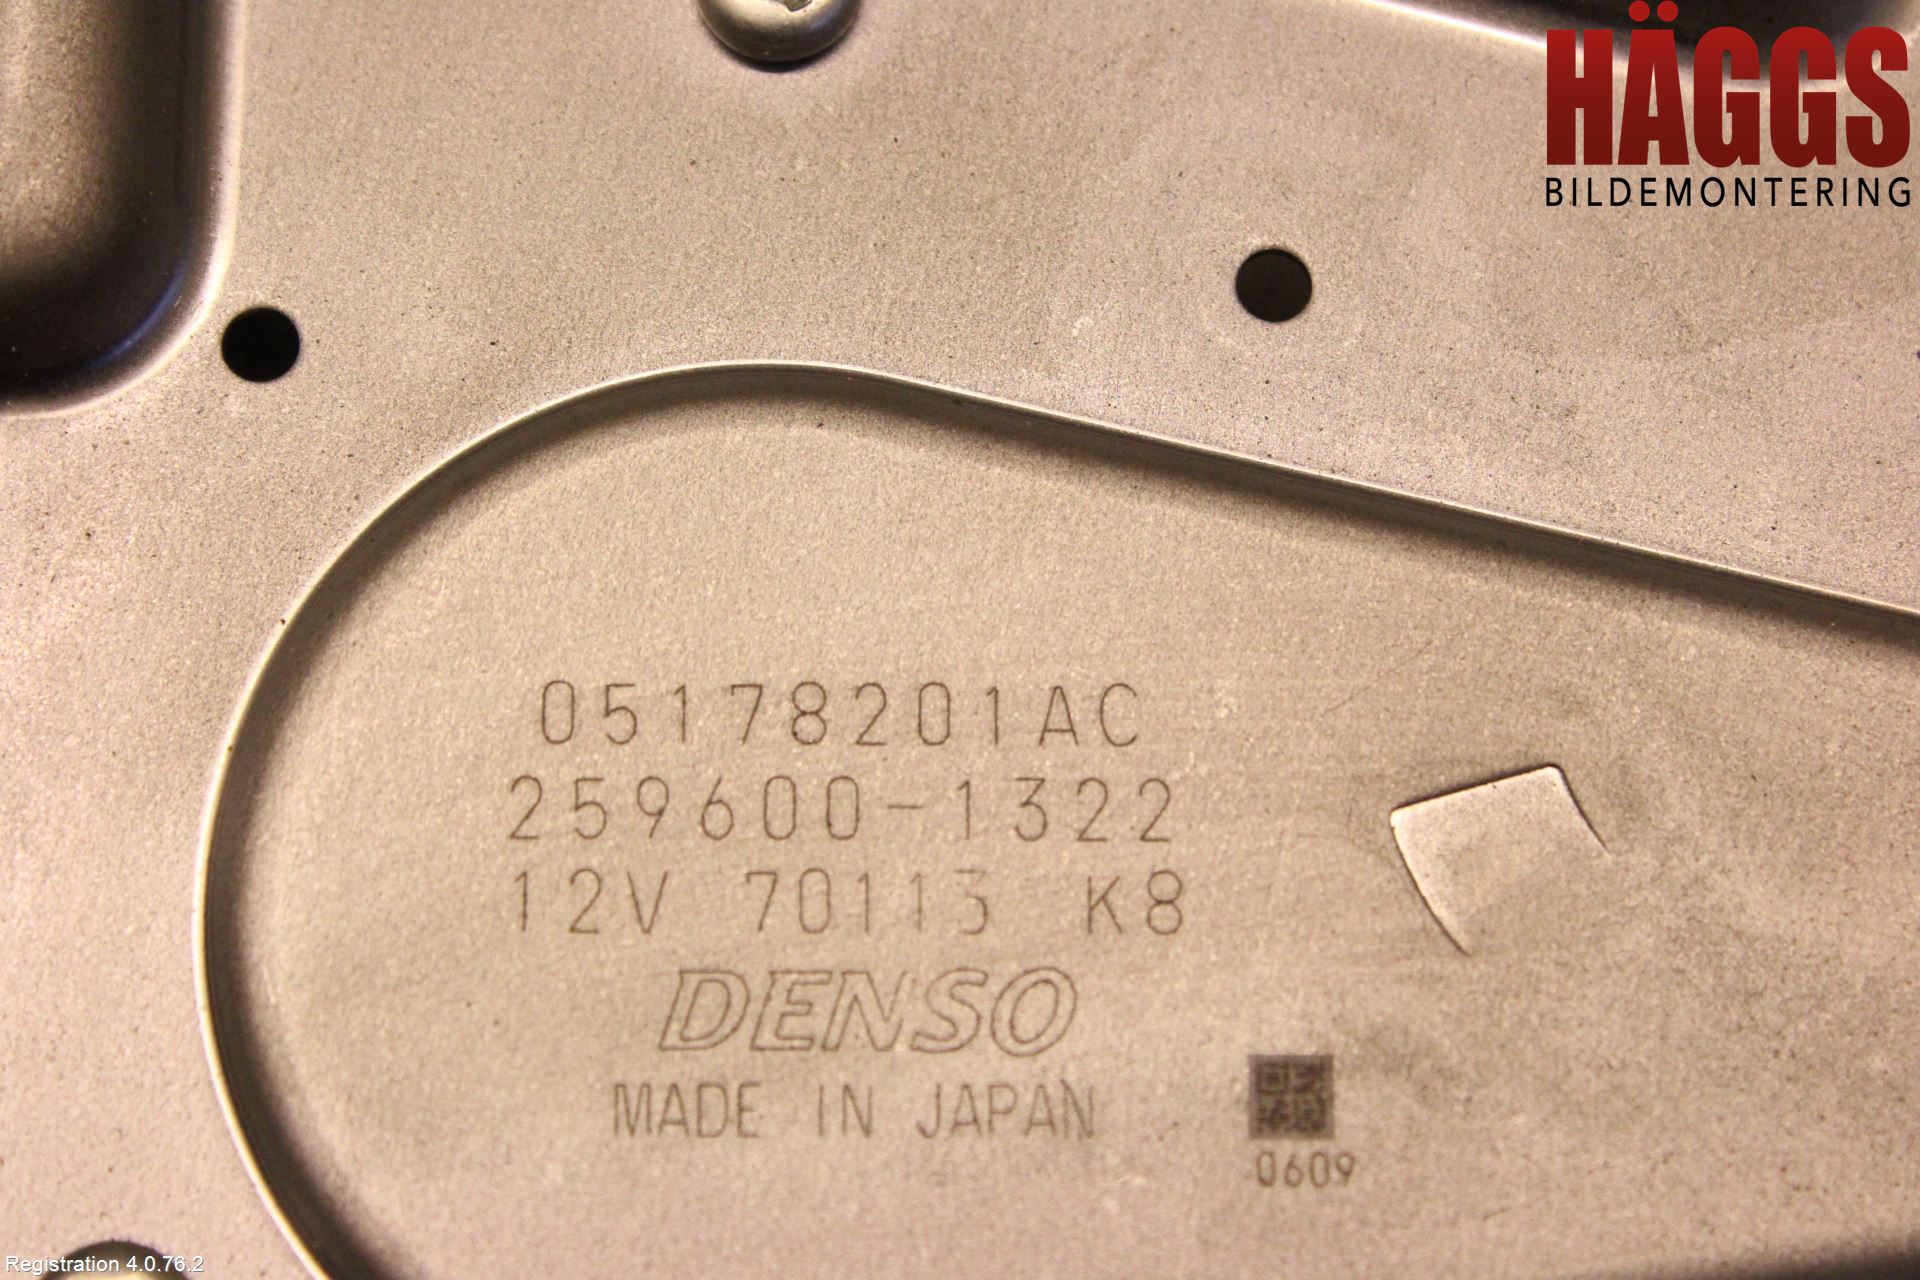 HÄGGS
BILDEMONTERING
05178201AC
259600-1322
12V 70113 K8
DENSO
MADE IN JAPAN
0609
Registration 4.0.76.2